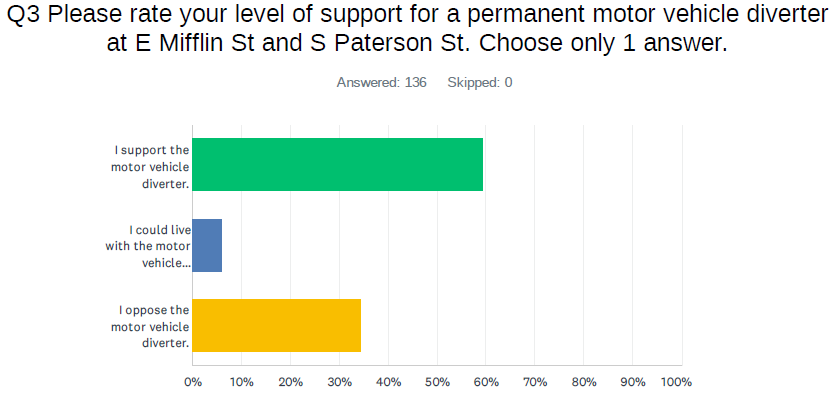 Q3 Please rate your level of support for a permanent motor vehicle diverter
at E Mifflin St and S Paterson St. Choose only 1 answer.
Answered: 136 Skipped: 0
I support the
motor vehicle
diverter.
I could live
with the motor
vehicle...
I oppose the
motor vehicle
diverter.
0% 10% 20% 30% 40% 50% 60% 70% 80% 90% 100%